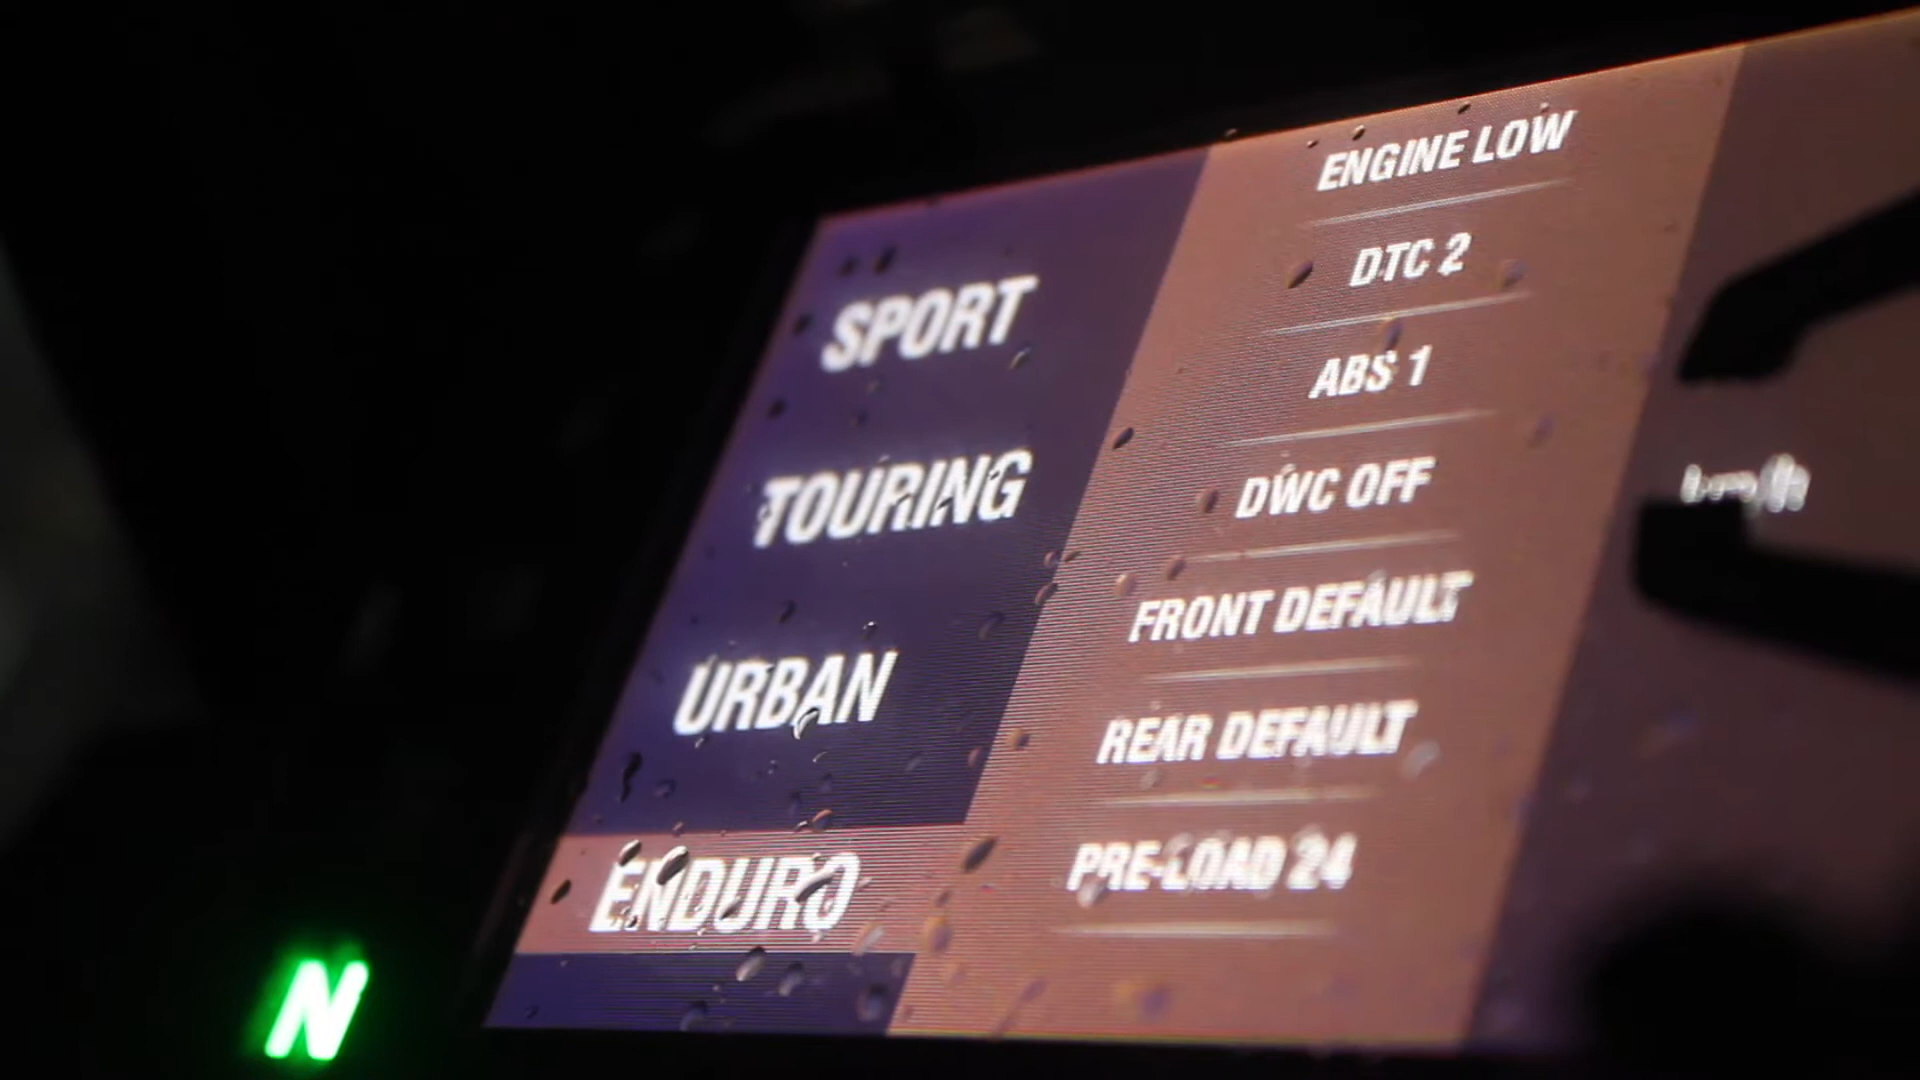 SPORT
TOURING
URBAN
ENDURO
ENGINE LOW
DTC 2
ABS 1
DWC OFF
FRONT DEFAULT
REAR DEFAULT
PRE-LOAD 24
N